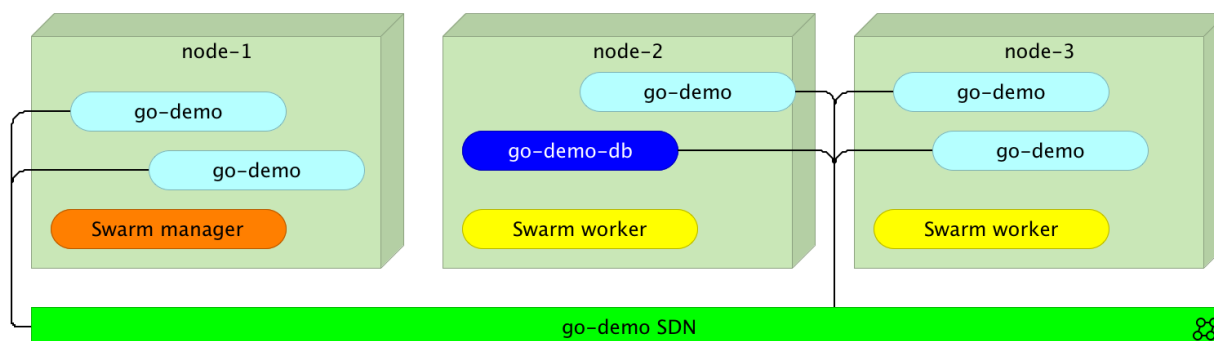 node-1
go-demo
go-demo
Swarm manager
node-2
go-demo
go-demo-db
Swarm worker
node-3
go-demo
go-demo
Swarm worker
go-demo SDN